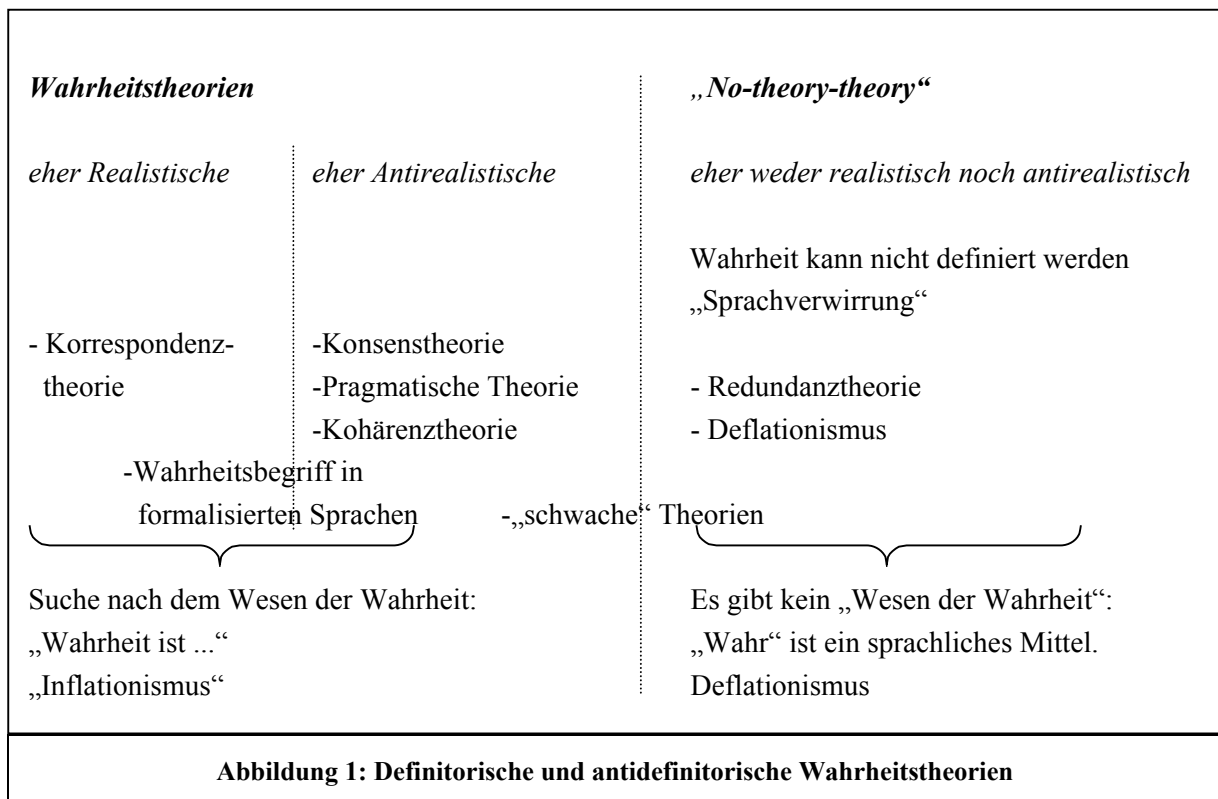 Wahrheitstheorien „No-theory-theory“
eher Realistische eher Antirealistische eher weder realistisch noch antirealistisch
Wahrheit kann nicht definiert werden
„Sprachverwirrung“
- Korrespondenz- -Konsenstheorie
theorie -Pragmatische Theorie - Redundanztheorie
-Kohärenztheorie - Deflationismus
-Wahrheitsbegriff in
formalisierten Sprachen -„schwache“ Theorien
Suche nach dem Wesen der Wahrheit: Es gibt kein „Wesen der Wahrheit“:
„Wahrheit ist ...“ „Wahr“ ist ein sprachliches Mittel.
„Inflationismus“ Deflationismus
Abbildung 1: Definitorische und antidefinitorische Wahrheitstheorien